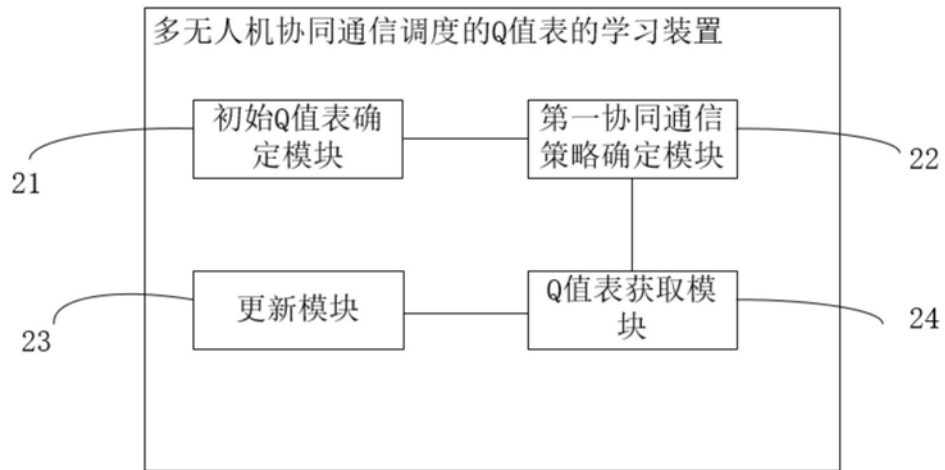 多无人机协同通信调度的Q值表的学习装置
初始Q值表确
定模块
第一协同通信
策略确定模块
21
22
更新模块
Q值表获取模
块
23
24